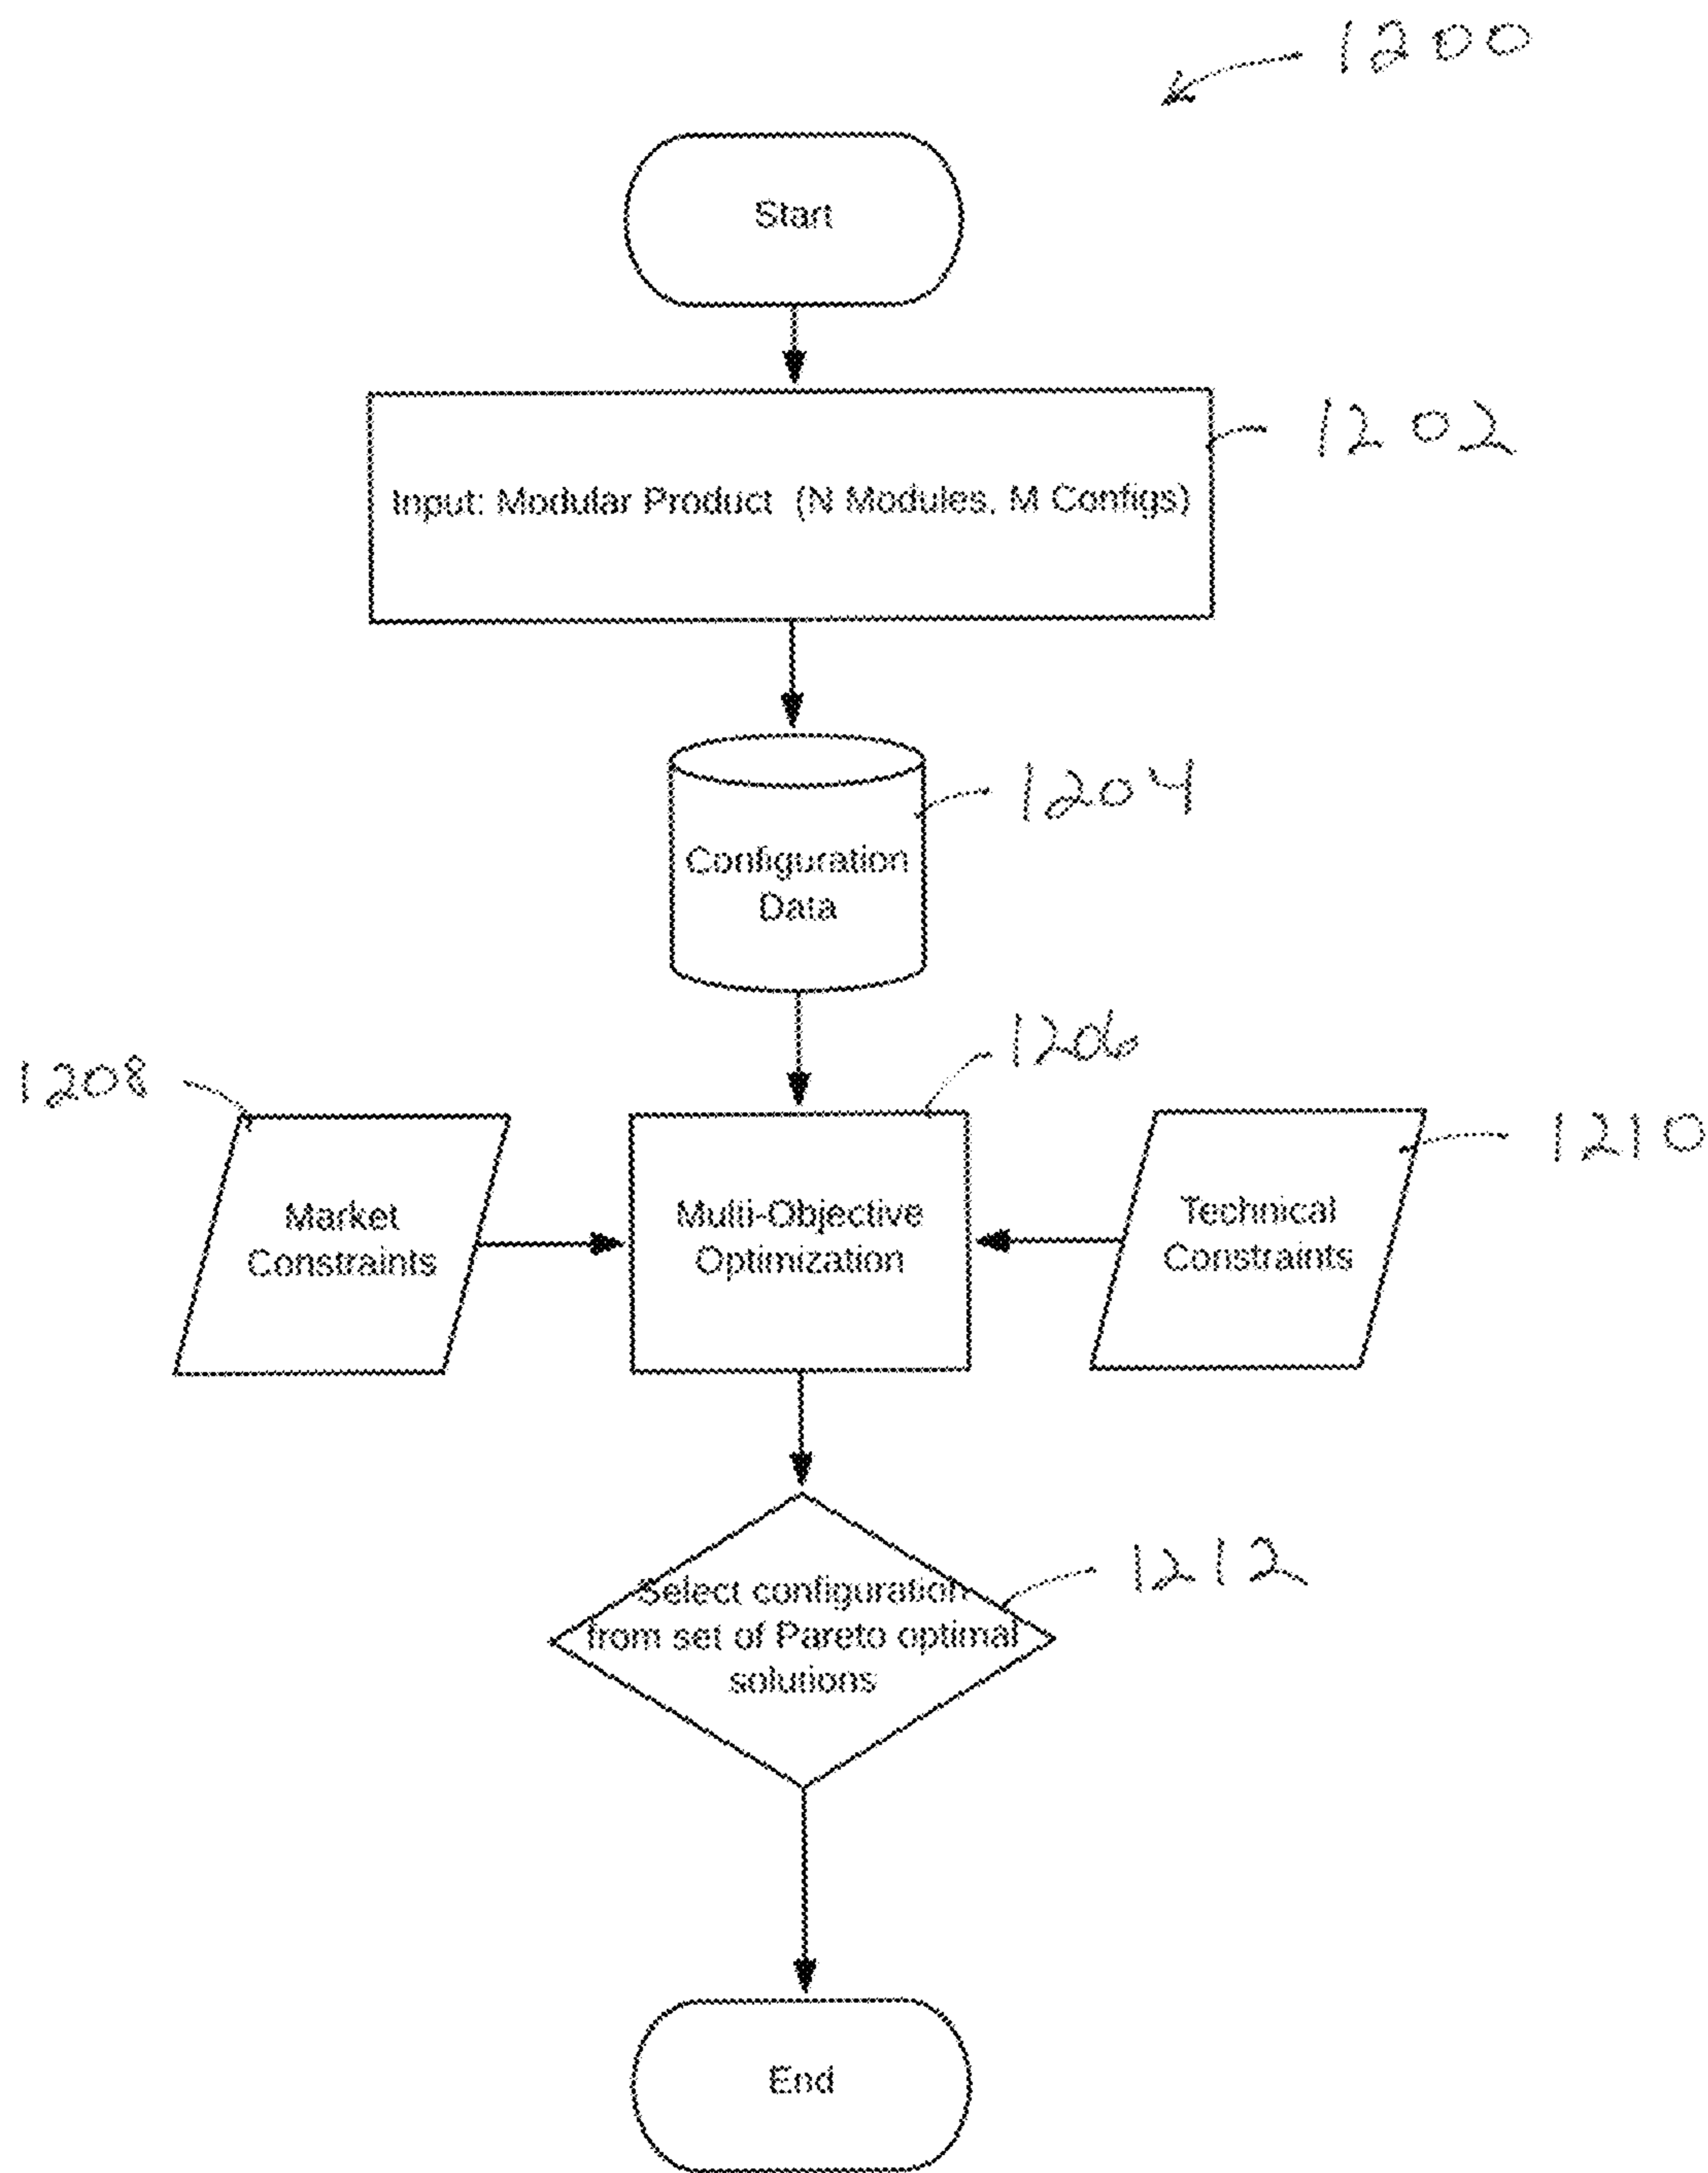 1200
Start
Input: Modular Product (N Modules, M Configs)
1202
1204
Configuration
Data
1206
1208
1210
Market
Constraints
Multi-Objective
Optimization
Technical
Constraints
1212
Select configuration
from set of Pareto optimal
solutions
End